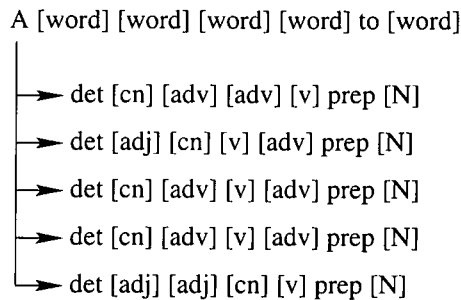 A [word] [word] [word] [word] to [word]
det [cn] [adv] [adv] [v] prep [N]
det [adj] [cn] [v] [adv] prep [N]
det [cn] [adv] [v] [adv] prep [N]
det [cn] [adv] [v] [adv] prep [N]
det [adj] [adj] [cn] [v] prep [N]